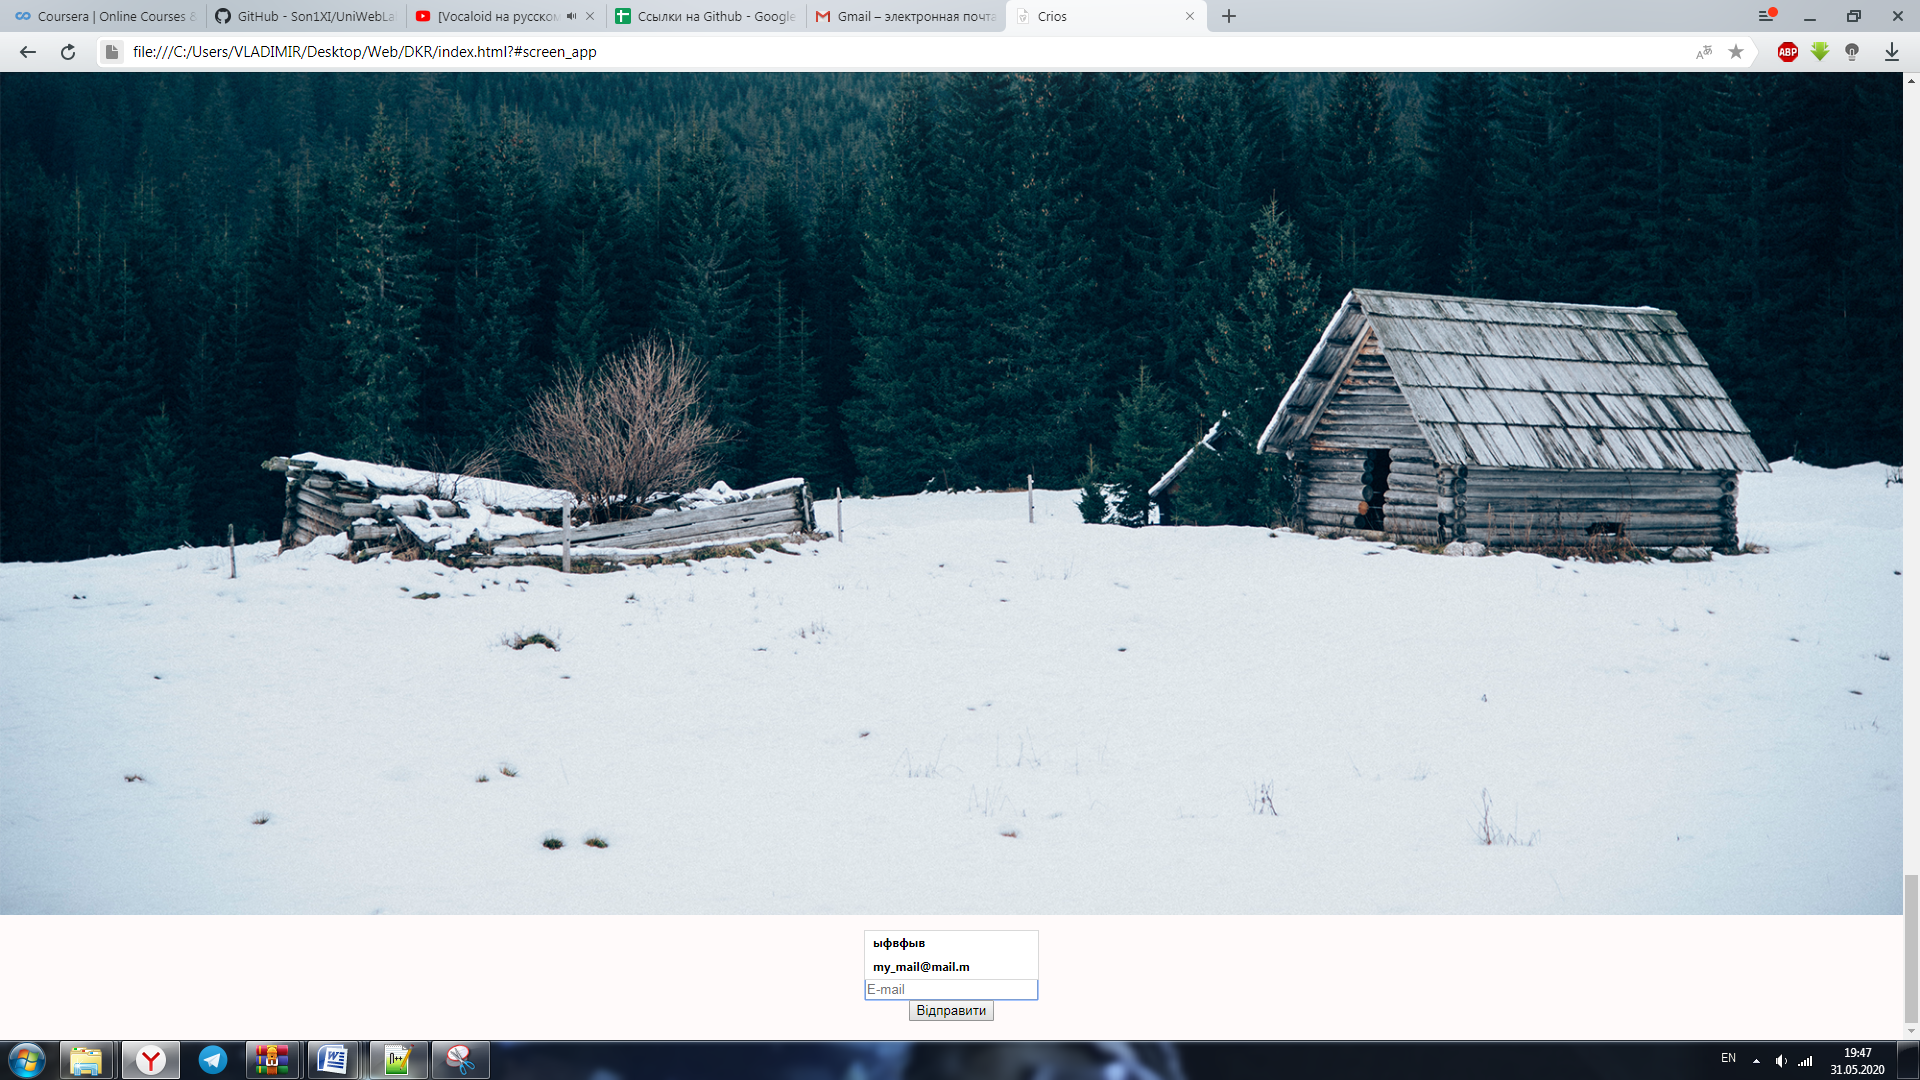 Coursera | Online Courses &
GitHub - Son1XI/UniWebLa
[Vocaloid на русском
Ссылки на Github - Google
Gmail – электронная почта
Crios
file:///C:/Users/VLADIMIR/Desktop/Web/DKR/index.html?#screen_app
ABP
ыфвфыв
my_mail@mail.m
E-mail
Відправити
EN
19:47
31.05.2020